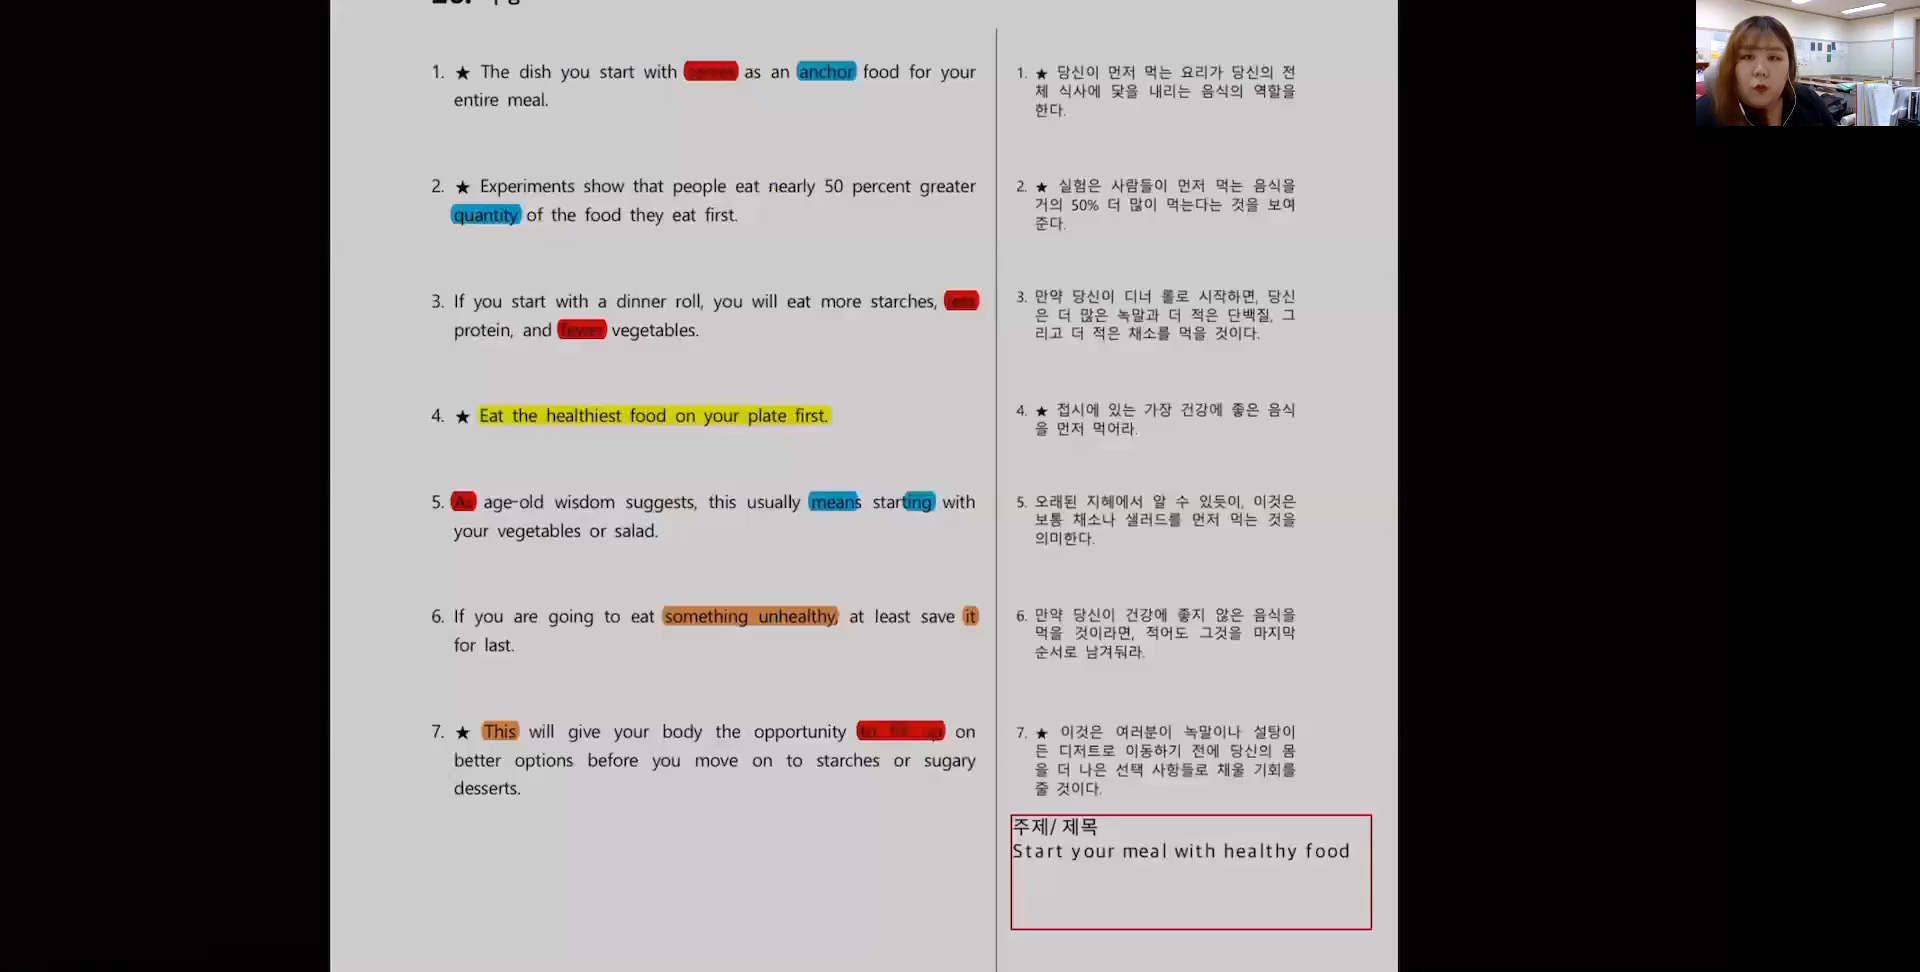 1. ★ The dish you start with serves as an anchor food for your
entire meal.
2. ★ Experiments show that people eat nearly 50 percent greater
quantity of the food they eat first.
3. If you start with a dinner roll, you will eat more starches, less
protein, and fewer vegetables.
4. ★ Eat the healthiest food on your plate first.
5. As age-old wisdom suggests, this usually means starting with
your vegetables or salad.
6. If you are going to eat something unhealthy, at least save it
for last.
7. ★ This will give your body the opportunity to fill up on
better options before you move on to starches or sugary
desserts.
1. ★ 당신이 먼저 먹는 요리가 당신의 전
체 식사에 닻을 내리는 음식의 역할을
한다.
2. ★ 실험은 사람들이 먼저 먹는 음식을
거의 50% 더 많이 먹는다는 것을 보여
준다.
3. 만약 당신이 디너 롤로 시작하면, 당신
은 더 많은 녹말과 더 적은 단백질, 그
리고 더 적은 채소를 먹을 것이다.
4. ★ 접시에 있는 가장 건강에 좋은 음식
을 먼저 먹어라.
5. 오래된 지혜에서 알 수 있듯이, 이것은
보통 채소나 샐러드를 먼저 먹는 것을
의미한다.
6. 만약 당신이 건강에 좋지 않은 음식을
먹을 것이라면, 적어도 그것을 마지막
순서로 남겨둬라.
7. ★ 이것은 여러분이 녹말이나 설탕이
든 디저트로 이동하기 전에 당신의 몸
을 더 나은 선택 사항들로 채울 기회를
줄 것이다.
주제/ 제목
Start your meal with healthy food